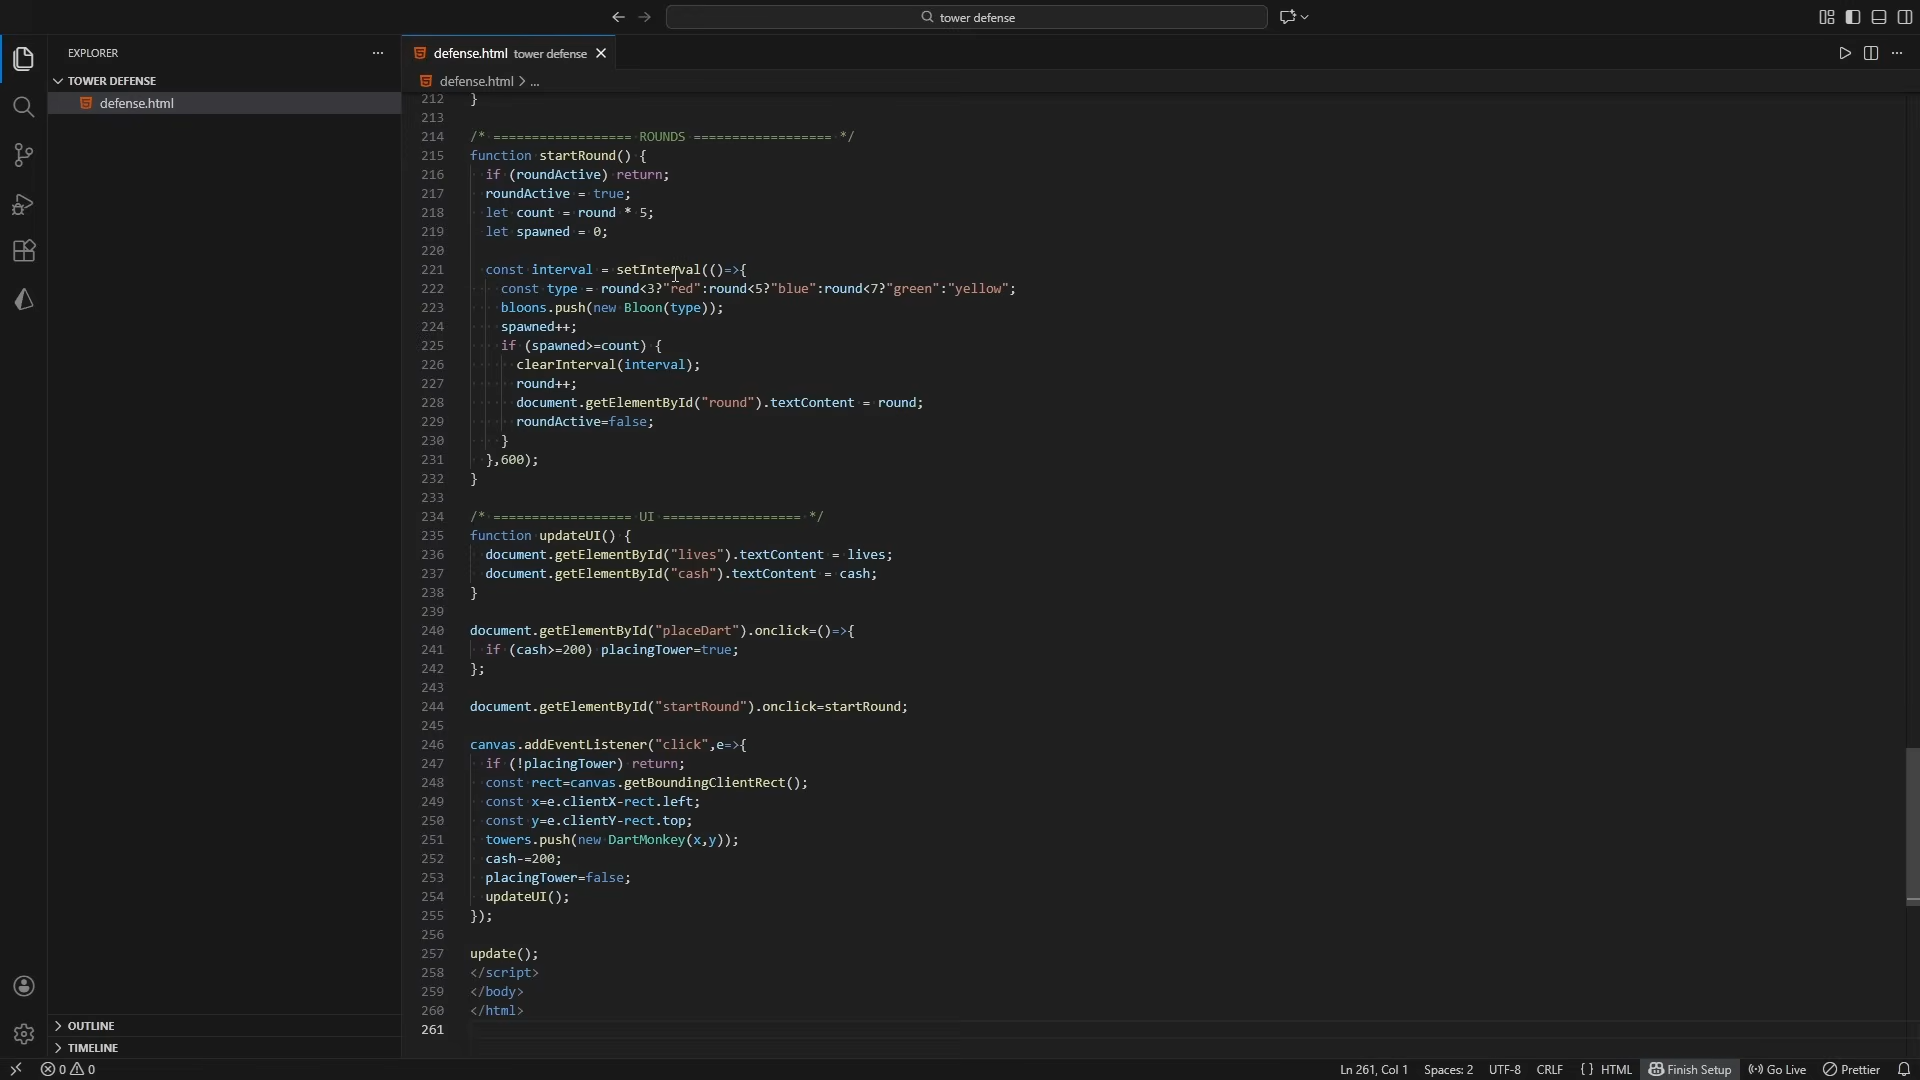 tower defense
EXPLORER
TOWER DEFENSE
defense.html
OUTLINE
TIMELINE
defense.html tower defense
defense.html > ...
212 }
213
214 /* ================== ROUNDS ================== */
215 function startRound() {
216   if (roundActive) return;
217   roundActive = true;
218   let count = round * 5;
219   let spawned = 0;
220
221   const interval = setInterval(()=>{
222     const type = round<3?"red":round<5?"blue":round<7?"green":"yellow";
223     bloons.push(new Bloon(type));
224     spawned++;
225     if (spawned>=count) {
226       clearInterval(interval);
227       round++;
228       document.getElementById("round").textContent = round;
229       roundActive=false;
230     }
231   },600);
232 }
233
234 /* ================== UI ================== */
235 function updateUI() {
236   document.getElementById("lives").textContent = lives;
237   document.getElementById("cash").textContent = cash;
238 }
239
240 document.getElementById("placeDart").onclick=()=>{
241   if (cash>=200) placingTower=true;
242 };
243
244 document.getElementById("startRound").onclick=startRound;
245
246 canvas.addEventListener("click",e=>{
247   if (!placingTower) return;
248   const rect=canvas.getBoundingClientRect();
249   const x=e.clientX-rect.left;
250   const y=e.clientY-rect.top;
251   towers.push(new DartMonkey(x,y));
252   cash-=200;
253   placingTower=false;
254   updateUI();
255 });
256
257 update();
258 </script>
259 </body>
260 </html>
261
0 0 Ln 261, Col 1 Spaces: 2 UTF-8 CRLF { } HTML Finish Setup Go Live Prettier